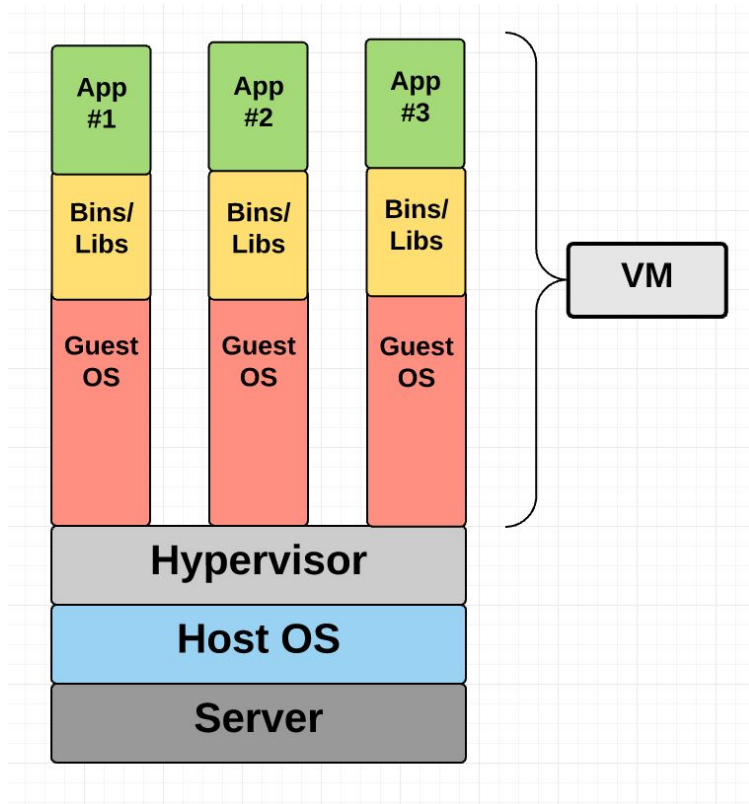 App
#1
App
#2
App
#3
Bins/
Libs
Bins/
Libs
Bins/
Libs
VM
Guest
OS
Guest
OS
Guest
OS
Hypervisor
Host OS
Server